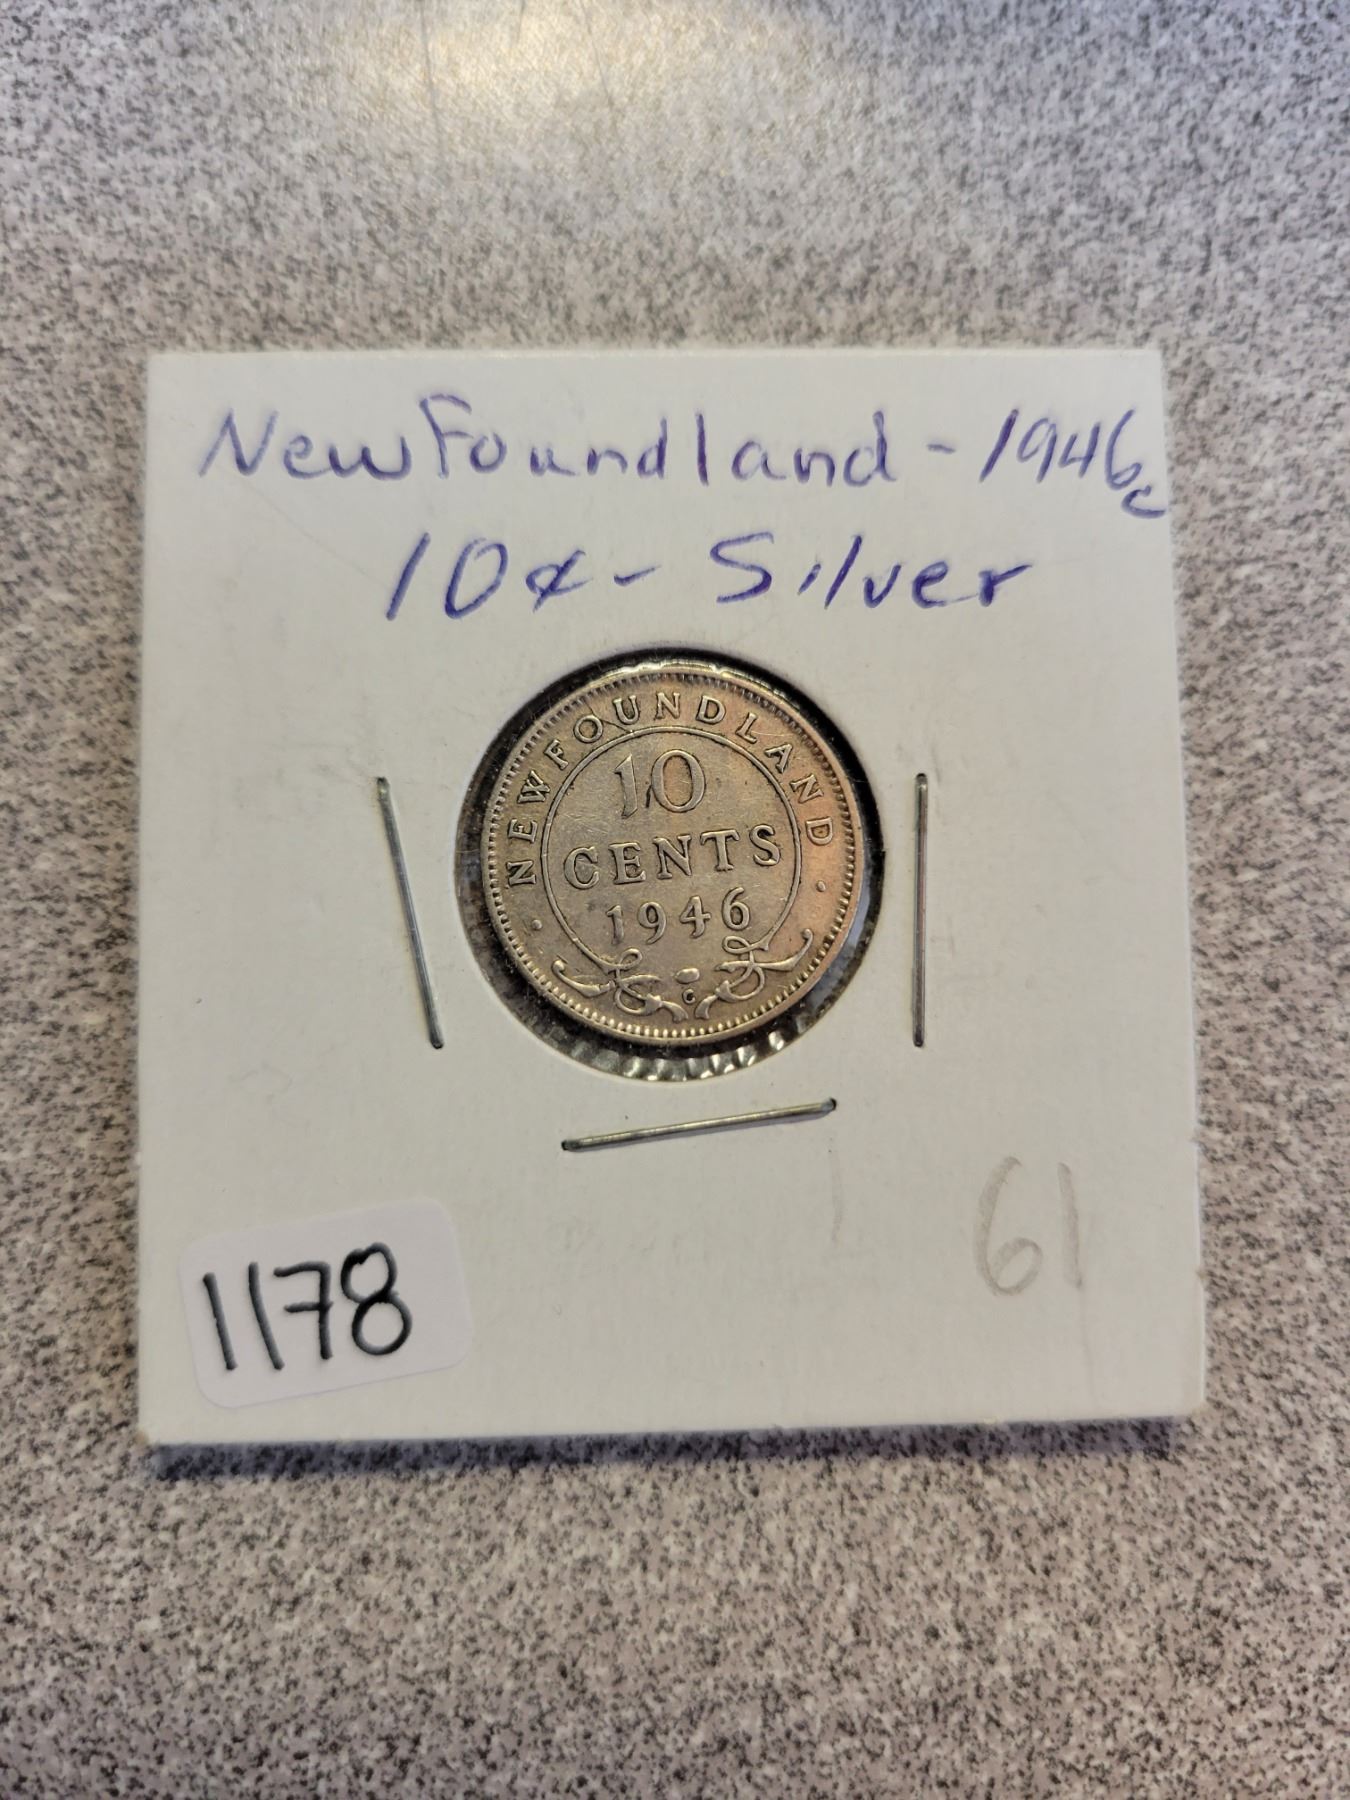 Newfoundland - 1946c
10¢ - Silver
NEWFOUNDLAND
10
CENTS
1946
C
61
1178